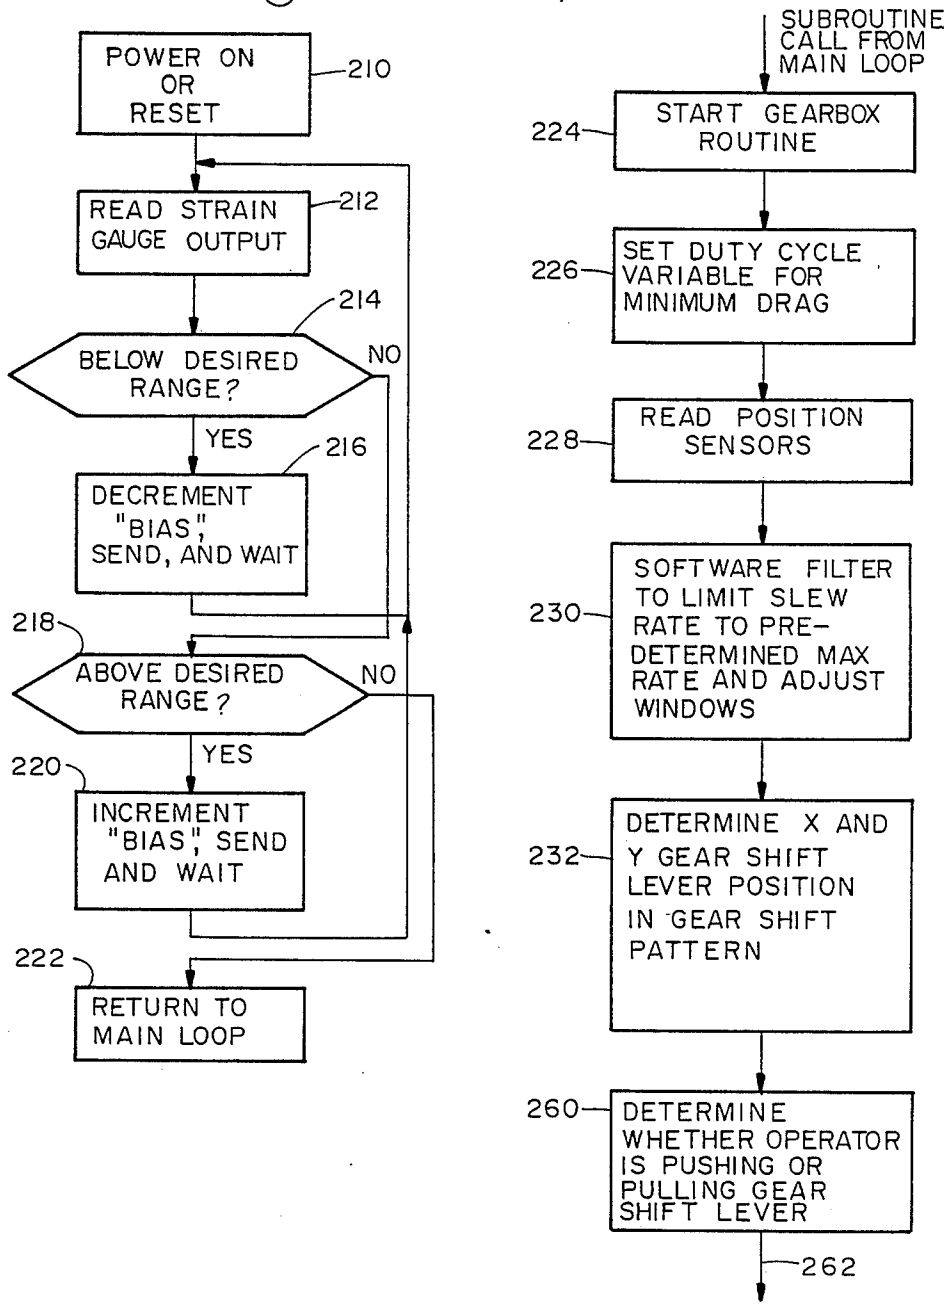 POWER ON
OR
RESET
210
READ STRAIN
GAUGE OUTPUT
212
214
BELOW DESIRED
RANGE?
NO
YES
216
DECREMENT
"BIAS",
SEND, AND WAIT
218
ABOVE DESIRED
RANGE?
NO
YES
220
INCREMENT
"BIAS", SEND
AND WAIT
222
RETURN TO
MAIN LOOP
SUBROUTINE
CALL FROM
MAIN LOOP
224
START GEARBOX
ROUTINE
226
SET DUTY CYCLE
VARIABLE FOR
MINIMUM DRAG
228
READ POSITION
SENSORS
230
SOFTWARE FILTER
TO LIMIT SLEW
RATE TO PRE-
DETERMINED MAX
RATE AND ADJUST
WINDOWS
232
DETERMINE X AND
Y GEAR SHIFT
LEVER POSITION
IN GEAR SHIFT
PATTERN
260
DETERMINE
WHETHER OPERATOR
IS PUSHING OR
PULLING GEAR
SHIFT LEVER
262